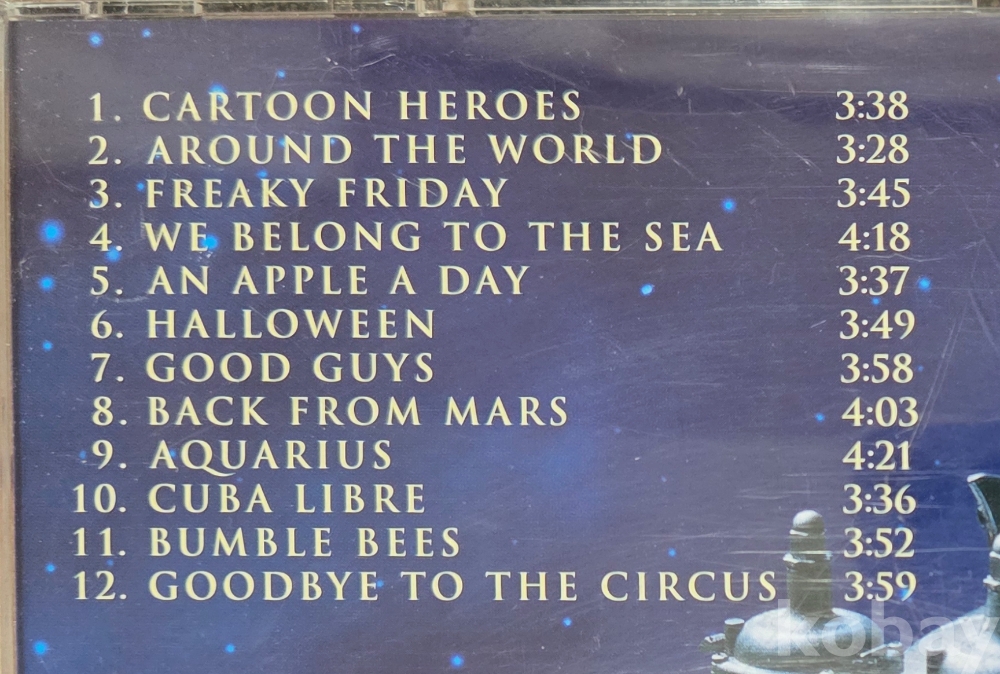 1. CARTOON HEROES 3:38
2. AROUND THE WORLD 3:28
3. FREAKY FRIDAY 3:45
4. WE BELONG TO THE SEA 4:18
5. AN APPLE A DAY 3:37
6. HALLOWEEN 3:49
7. GOOD GUYS 3:58
8. BACK FROM MARS 4:03
9. AQUARIUS 4:21
10. CUBA LIBRE 3:36
11. BUMBLE BEES 3:52
12. GOODBYE TO THE CIRCUS 3:59
kobay